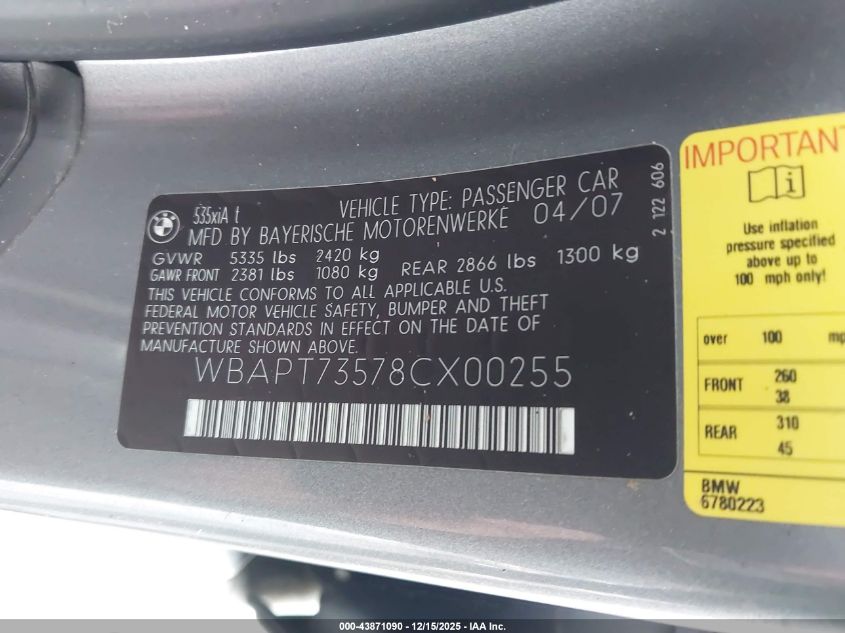 535xiA t
VEHICLE TYPE: PASSENGER CAR
MFD BY BAYERISCHE MOTORENWERKE 04/07
GVWR 5335 lbs 2420 kg
GAWR FRONT 2381 lbs 1080 kg REAR 2866 lbs 1300 kg
THIS VEHICLE CONFORMS TO ALL APPLICABLE U.S.
FEDERAL MOTOR VEHICLE SAFETY, BUMPER AND THEFT
PREVENTION STANDARDS IN EFFECT ON THE DATE OF
MANUFACTURE SHOWN ABOVE.
WBAPT73578CX00255
2 122 606
IMPORTANT
i
Use inflation
pressure specified
above up to
100 mph only!
over 100 mp
FRONT 260
38
REAR 310
45
BMW
6780223
000-43871090 - 12/15/2025 - IAA Inc.